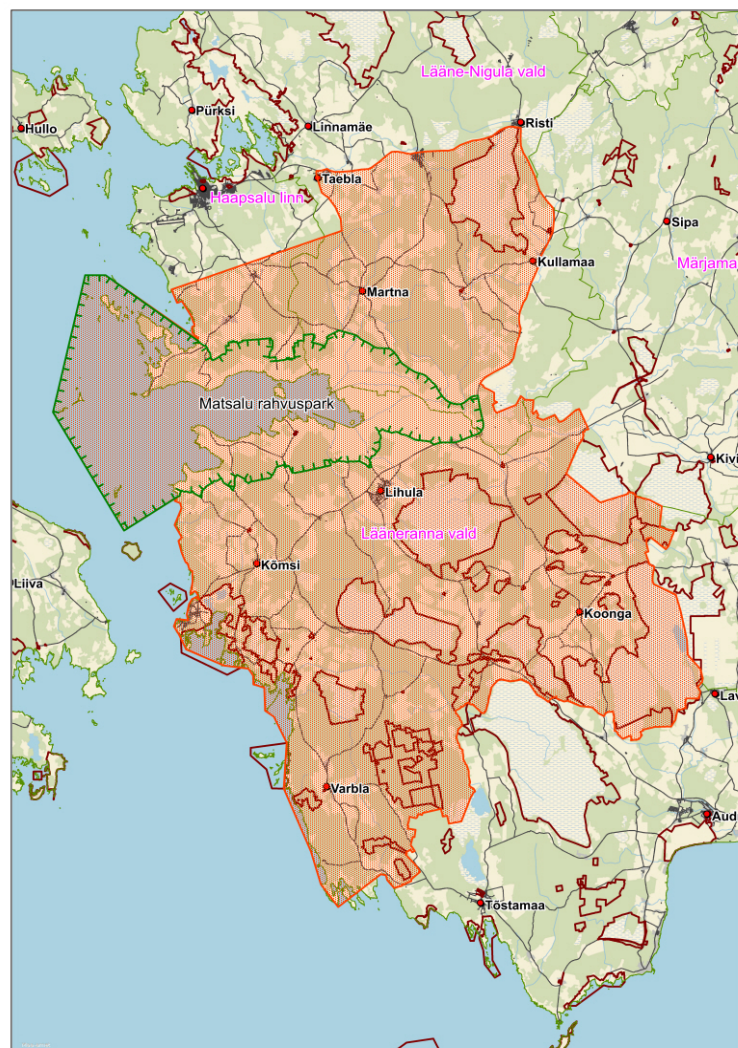 Lääne-Nigula vald
Pürksi
Hullo
Linnamäe
Risti
Taebla
Haapsalu linn
Sipa
Kullamaa
Märjama
Martna
Matsalu rahvuspark
Kivi
Lihula
Lääneranna vald
Kõmsi
Liiva
Koonga
Lav
Varbla
Aud
Tõstamaa